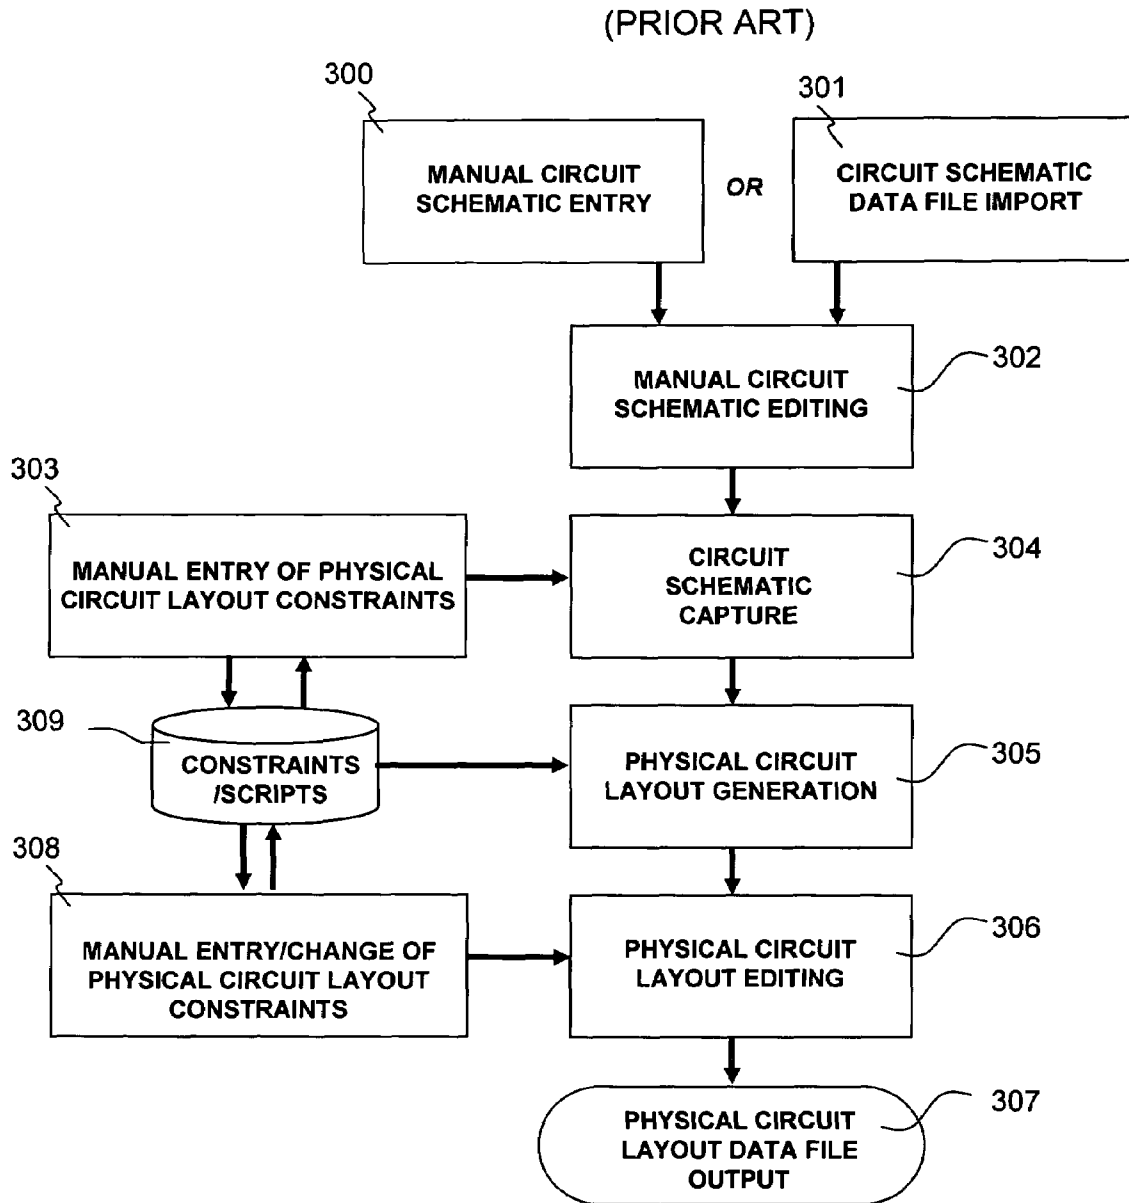 (PRIOR ART)
300
301
MANUAL CIRCUIT
SCHEMATIC ENTRY
OR
CIRCUIT SCHEMATIC
DATA FILE IMPORT
302
MANUAL CIRCUIT
SCHEMATIC EDITING
303
MANUAL ENTRY OF PHYSICAL
CIRCUIT LAYOUT CONSTRAINTS
304
CIRCUIT
SCHEMATIC
CAPTURE
309
CONSTRAINTS
/SCRIPTS
305
PHYSICAL CIRCUIT
LAYOUT GENERATION
308
MANUAL ENTRY/CHANGE OF
PHYSICAL CIRCUIT LAYOUT
CONSTRAINTS
306
PHYSICAL CIRCUIT
LAYOUT EDITING
307
PHYSICAL CIRCUIT
LAYOUT DATA FILE
OUTPUT